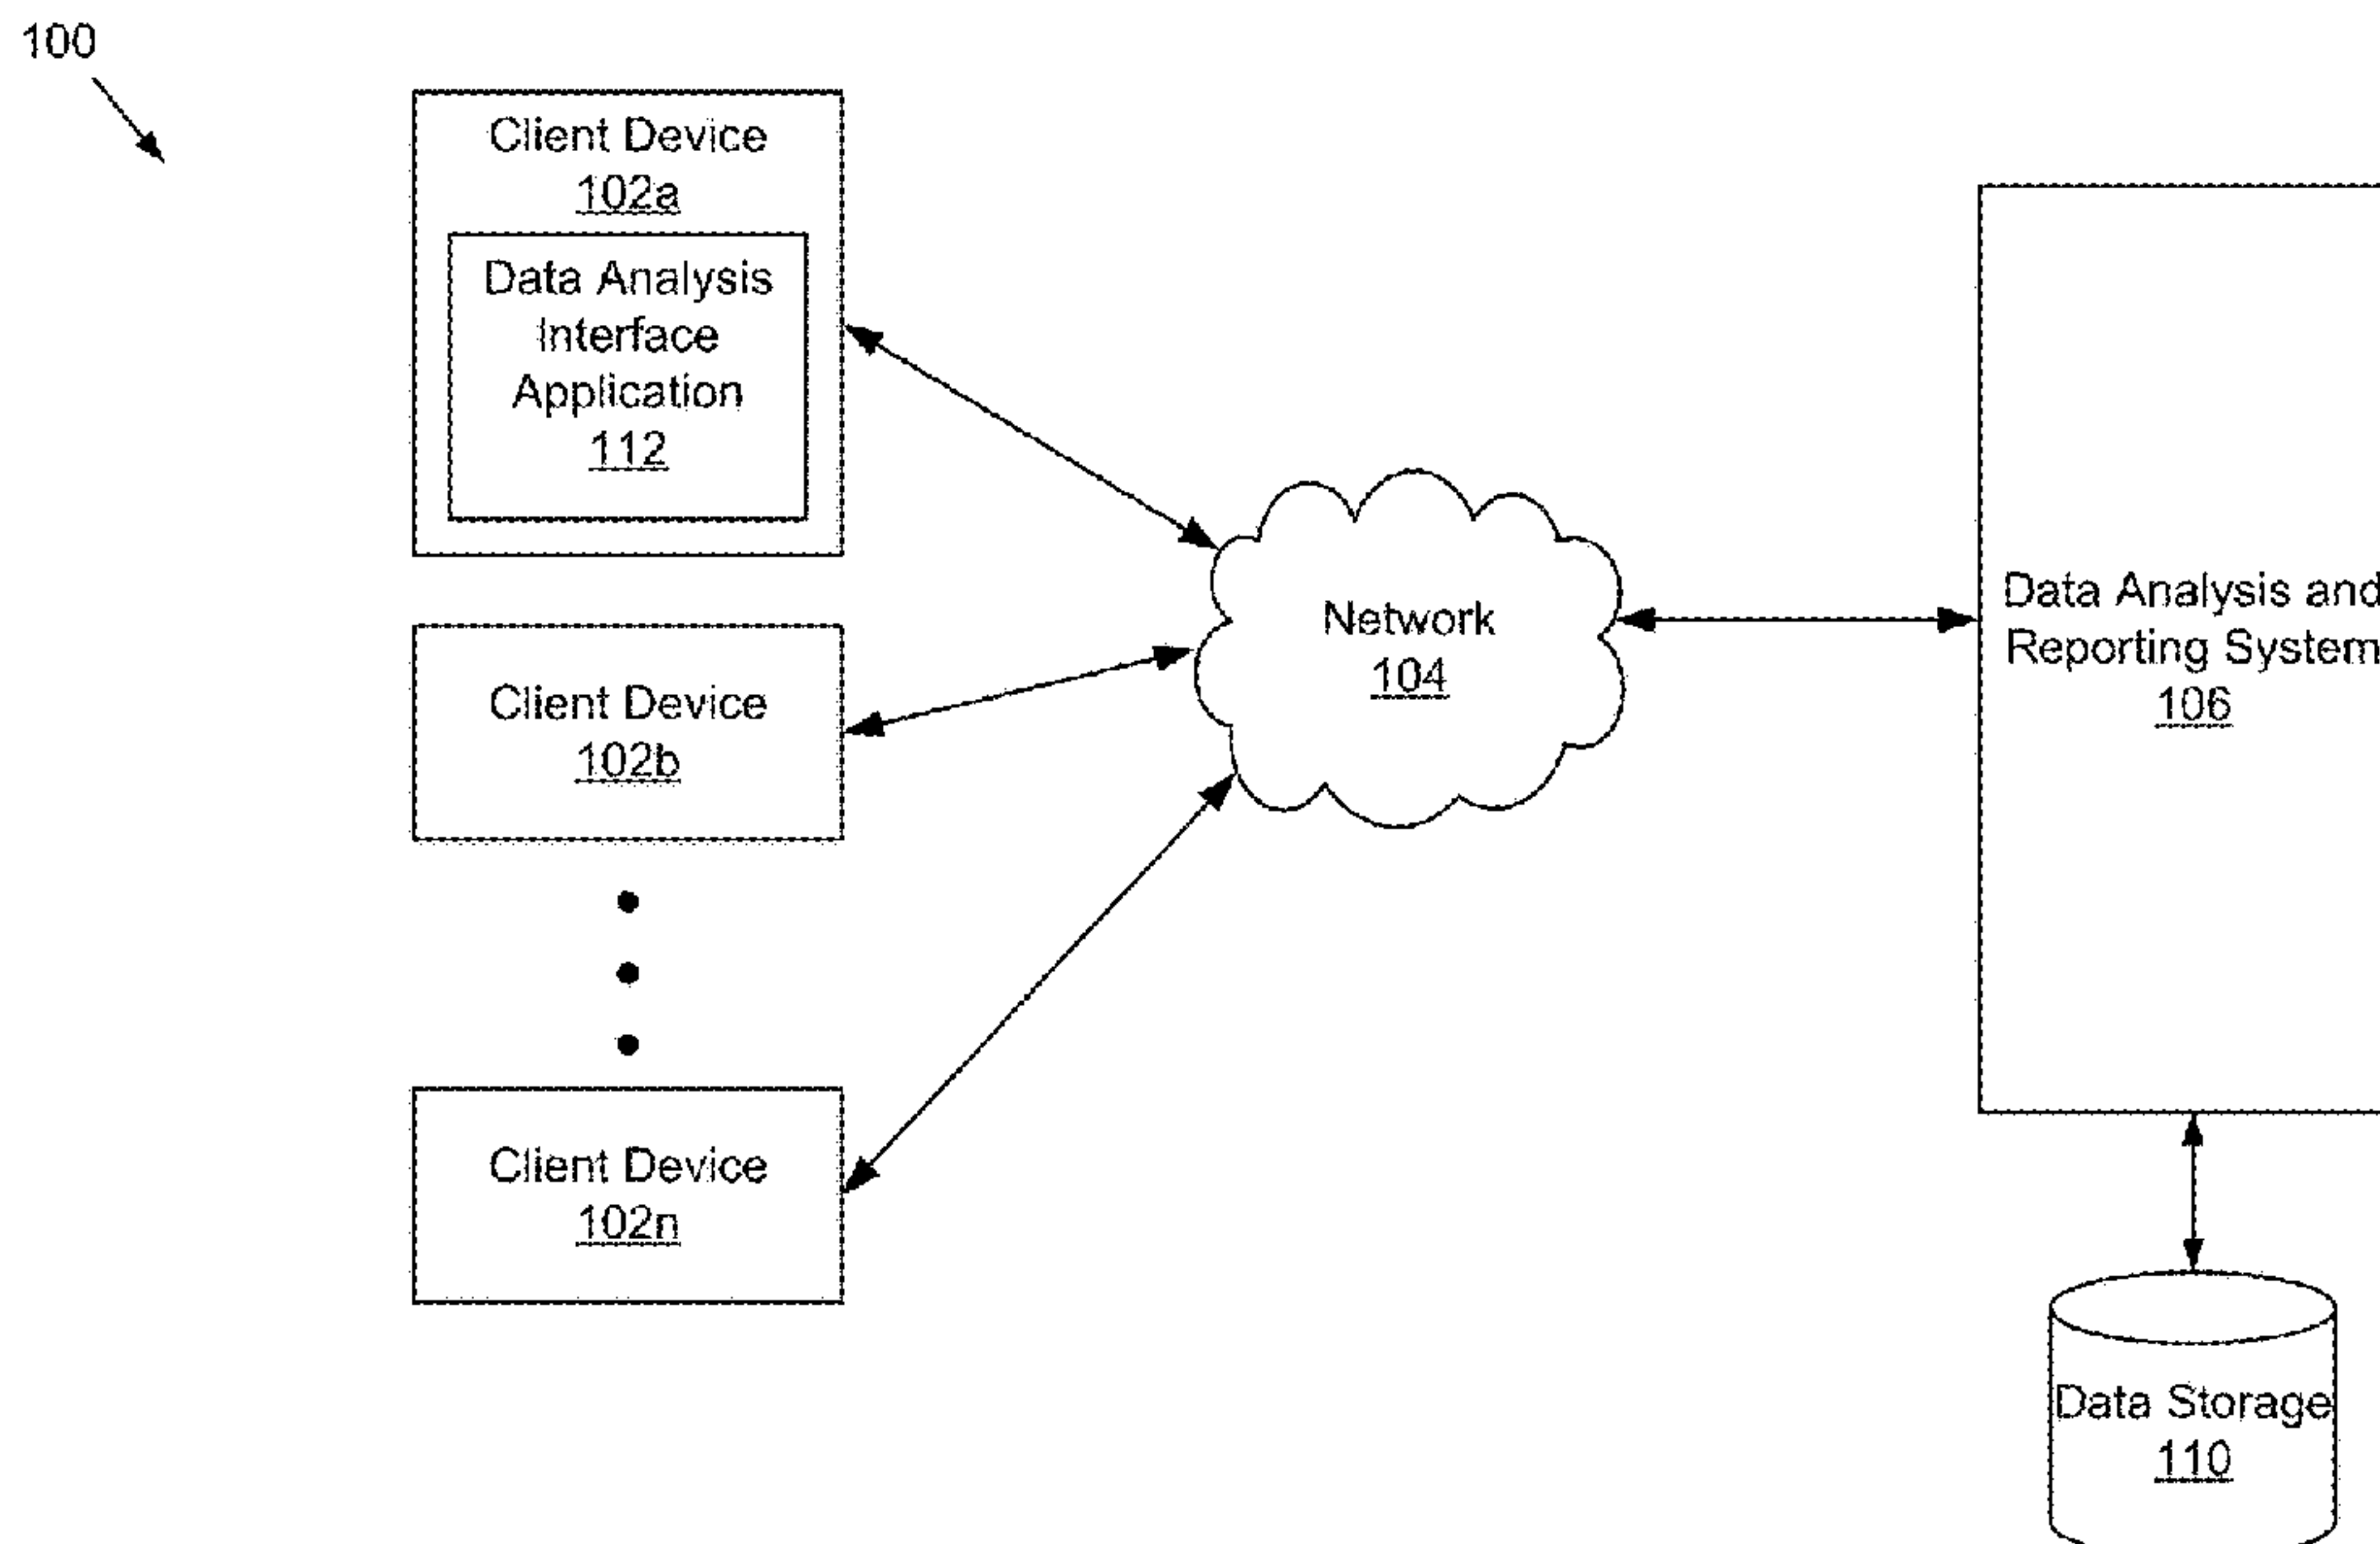 100
Client Device
102a
Data Analysis
Interface
Application
112
Client Device
102b
Client Device
102n
Network
104
Data Analysis and
Reporting System
106
Data Storage
110